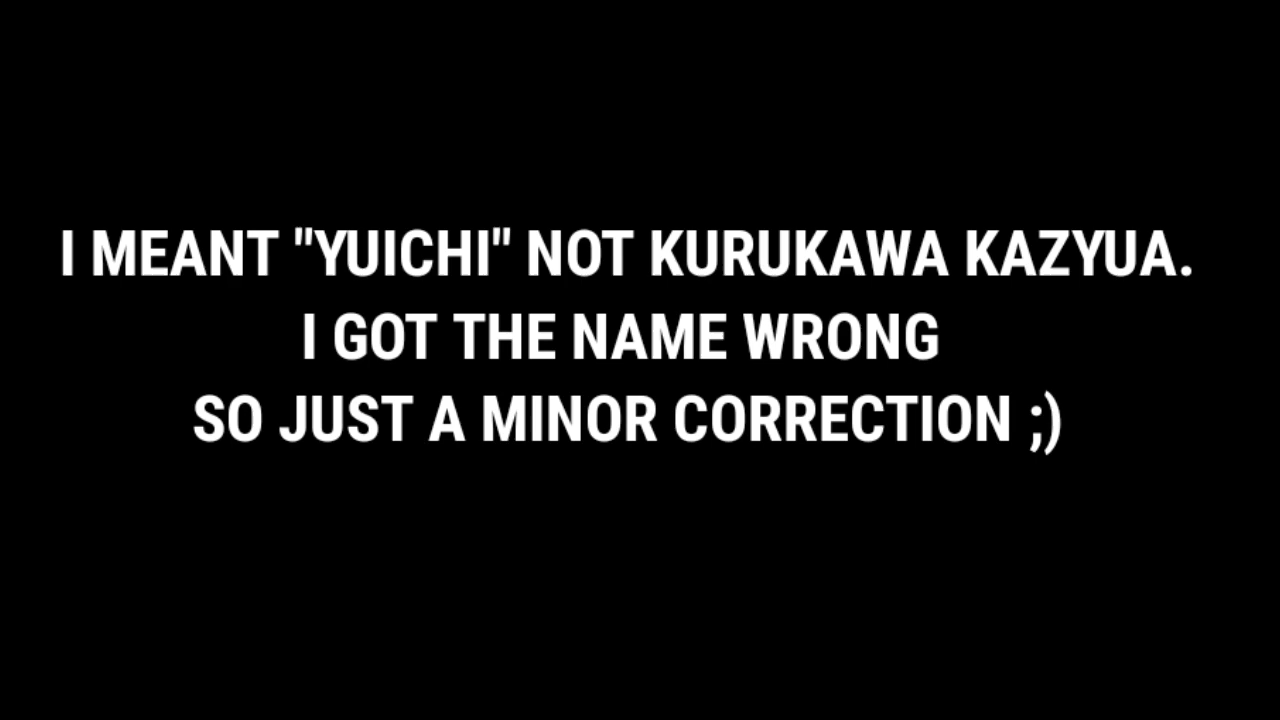 I MEANT "YUICHI" NOT KURUKAWA KAZYUA.
I GOT THE NAME WRONG
SO JUST A MINOR CORRECTION ;)